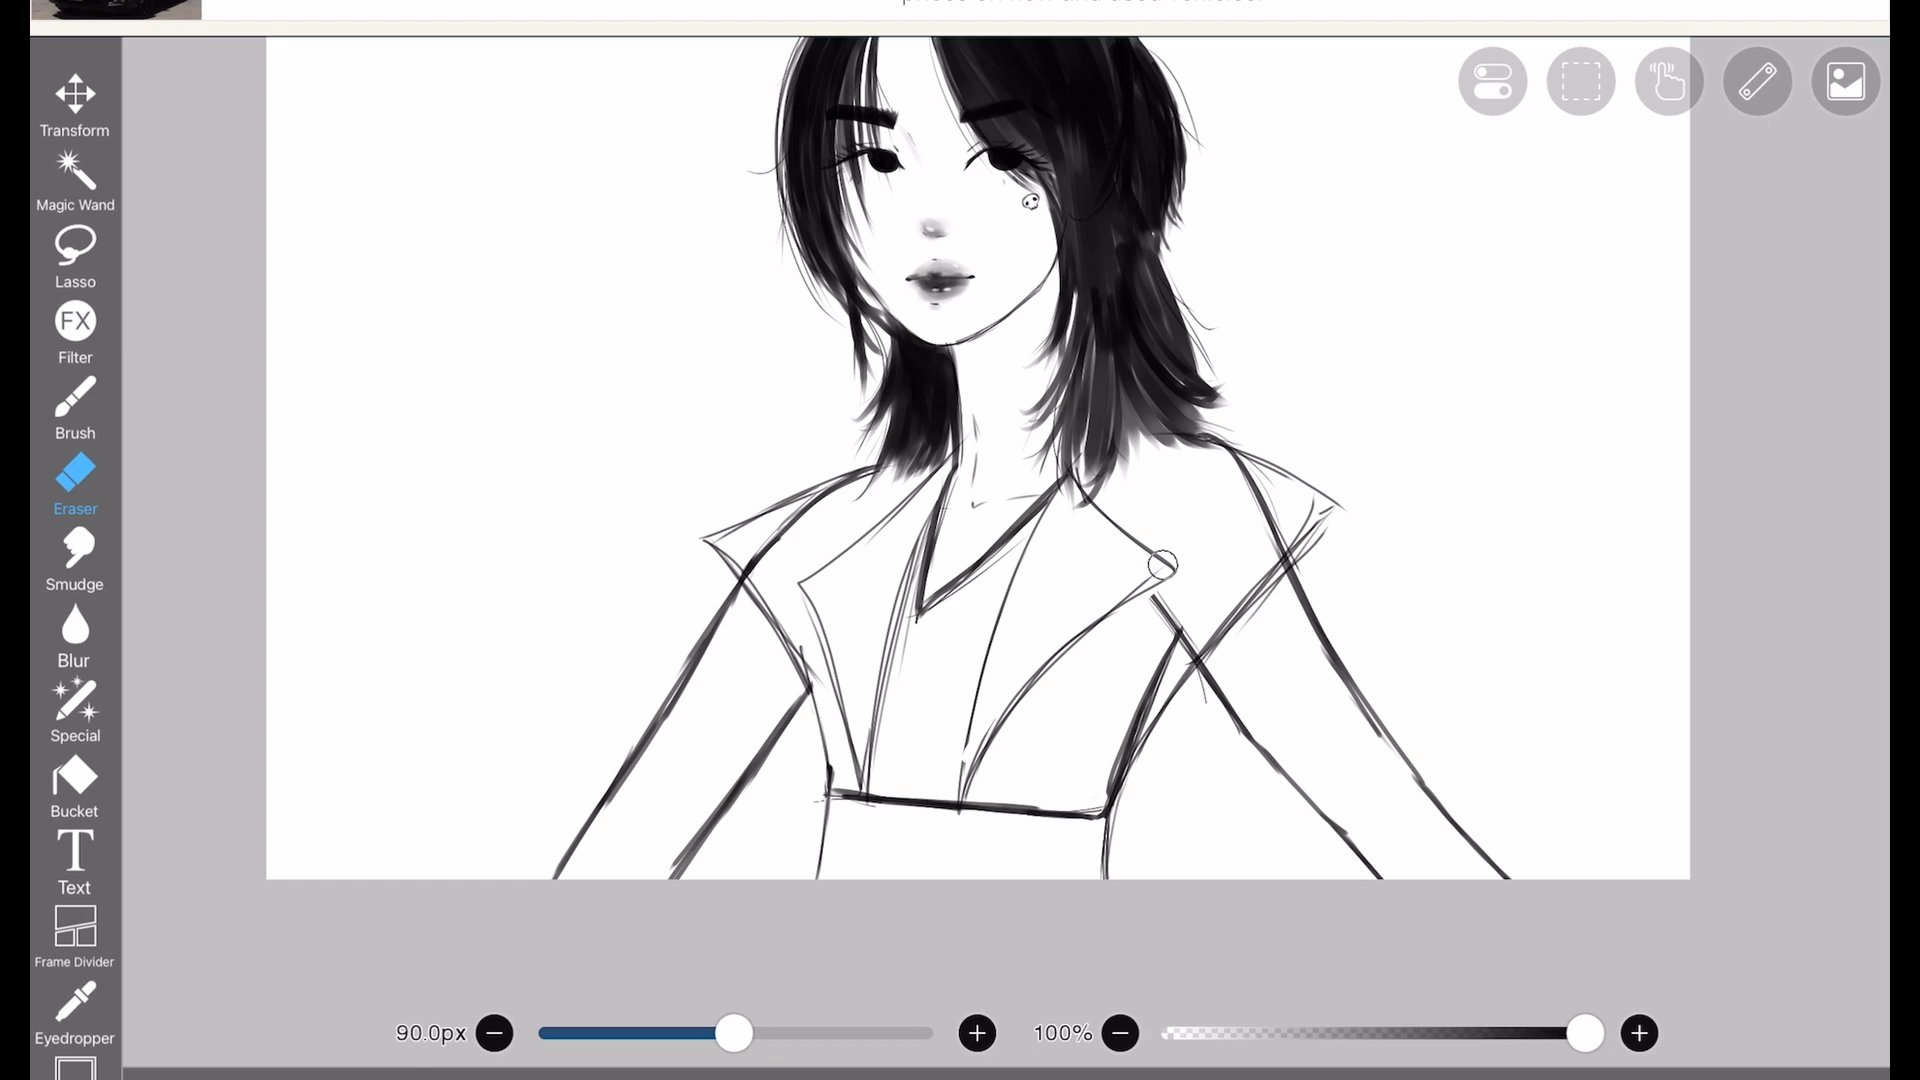 Transform
Magic Wand
Lasso
FX
Filter
Brush
Eraser
Smudge
Blur
Special
Bucket
T
Text
Frame Divider
Eyedropper
90.0px
100%